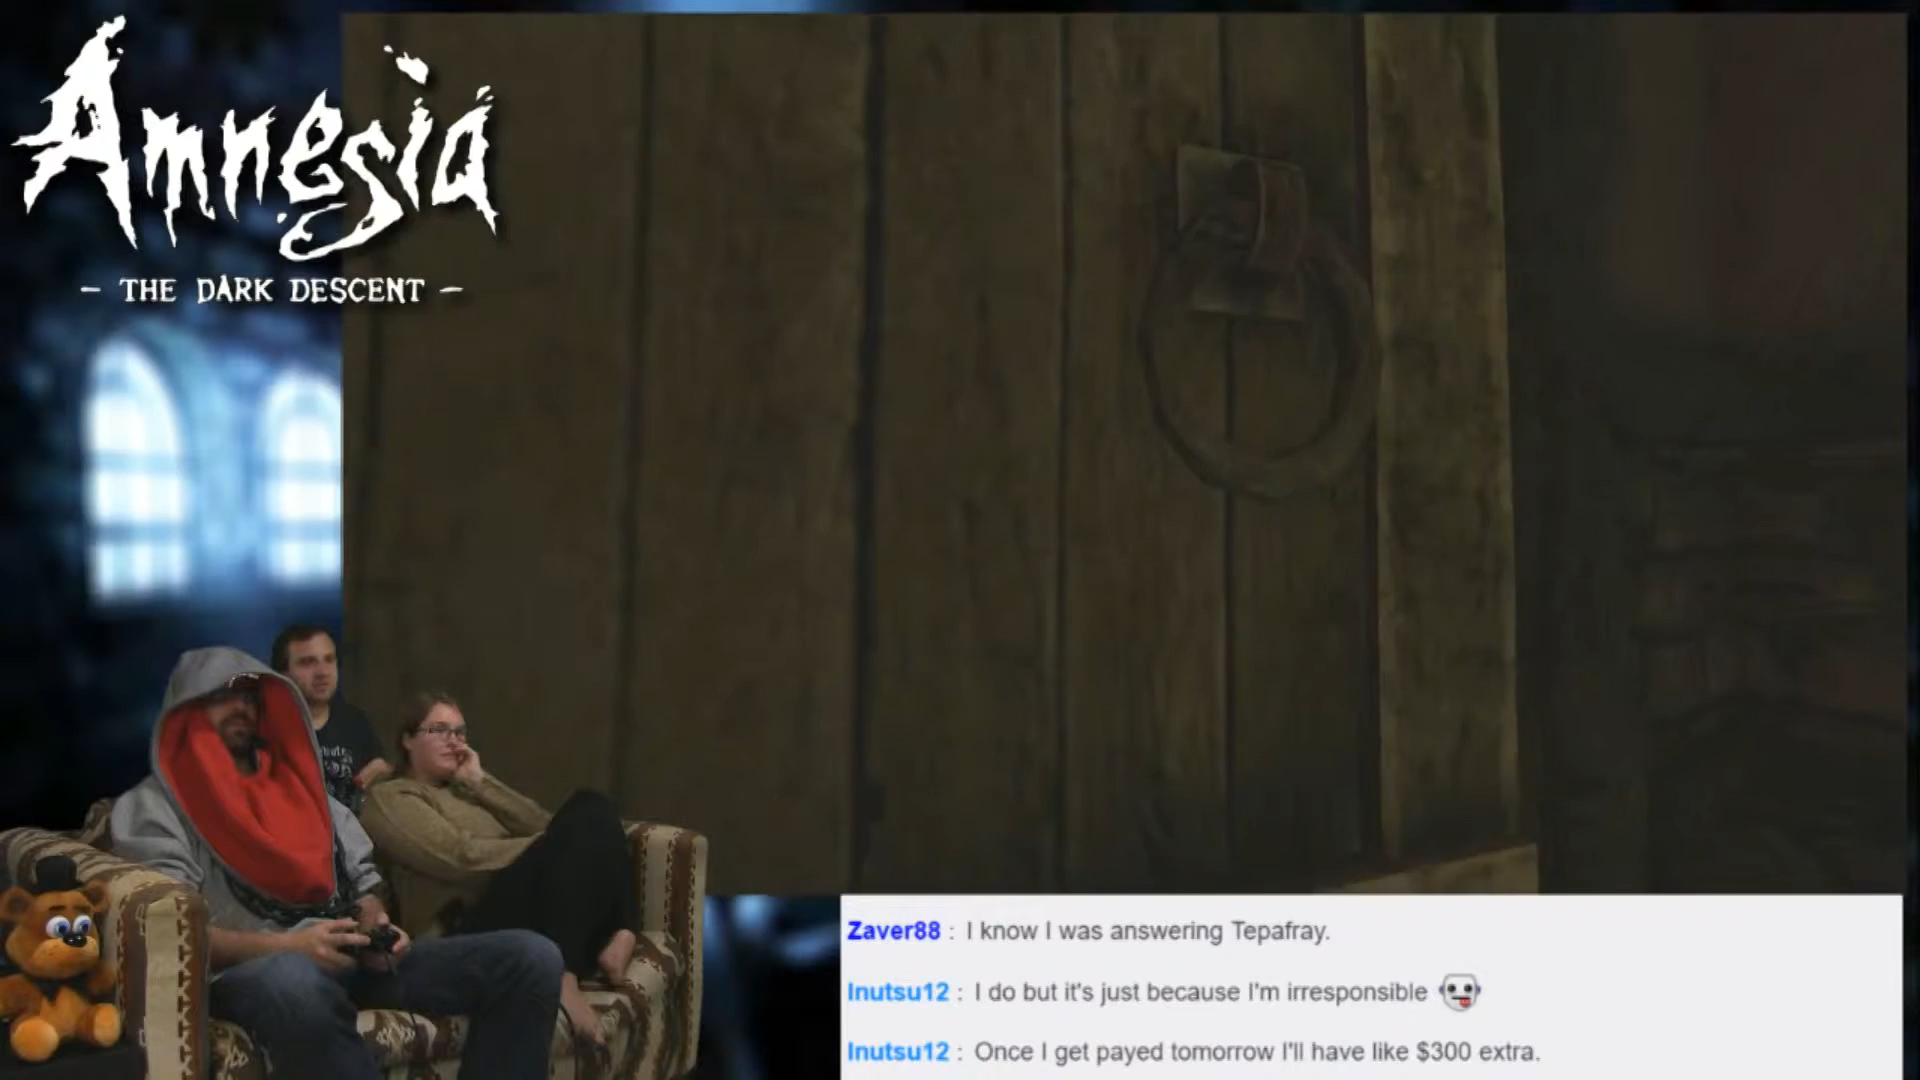 Amnesia
- THE DARK DESCENT -
Zaver88 : I know I was answering Tepafray.
Inutsu12 : I do but it's just because I'm irresponsible
Inutsu12 : Once I get payed tomorrow I'll have like $300 extra.